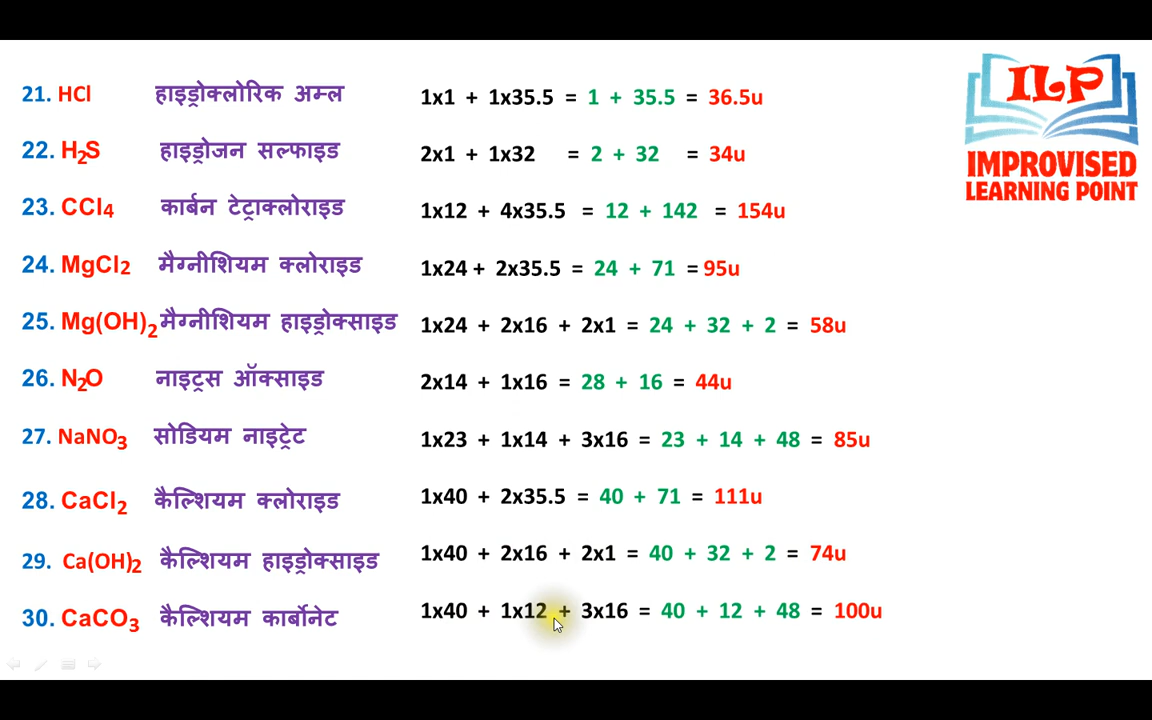 21. HCl हाइड्रोक्लोरिक अम्ल 1x1 + 1x35.5 = 1 + 35.5 = 36.5u
22. H₂S हाइड्रोजन सल्फाइड 2x1 + 1x32 = 2 + 32 = 34u
23. CCl₄ कार्बन टेट्राक्लोराइड 1x12 + 4x35.5 = 12 + 142 = 154u
24. MgCl₂ मैग्नीशियम क्लोराइड 1x24 + 2x35.5 = 24 + 71 = 95u
25. Mg(OH)₂ मैग्नीशियम हाइड्रोक्साइड 1x24 + 2x16 + 2x1 = 24 + 32 + 2 = 58u
26. N₂O नाइट्रस ऑक्साइड 2x14 + 1x16 = 28 + 16 = 44u
27. NaNO₃ सोडियम नाइट्रेट 1x23 + 1x14 + 3x16 = 23 + 14 + 48 = 85u
28. CaCl₂ कैल्शियम क्लोराइड 1x40 + 2x35.5 = 40 + 71 = 111u
29. Ca(OH)₂ कैल्शियम हाइड्रोक्साइड 1x40 + 2x16 + 2x1 = 40 + 32 + 2 = 74u
30. CaCO₃ कैल्शियम कार्बोनेट 1x40 + 1x12 + 3x16 = 40 + 12 + 48 = 100u
ILP
IMPROVISED
LEARNING POINT